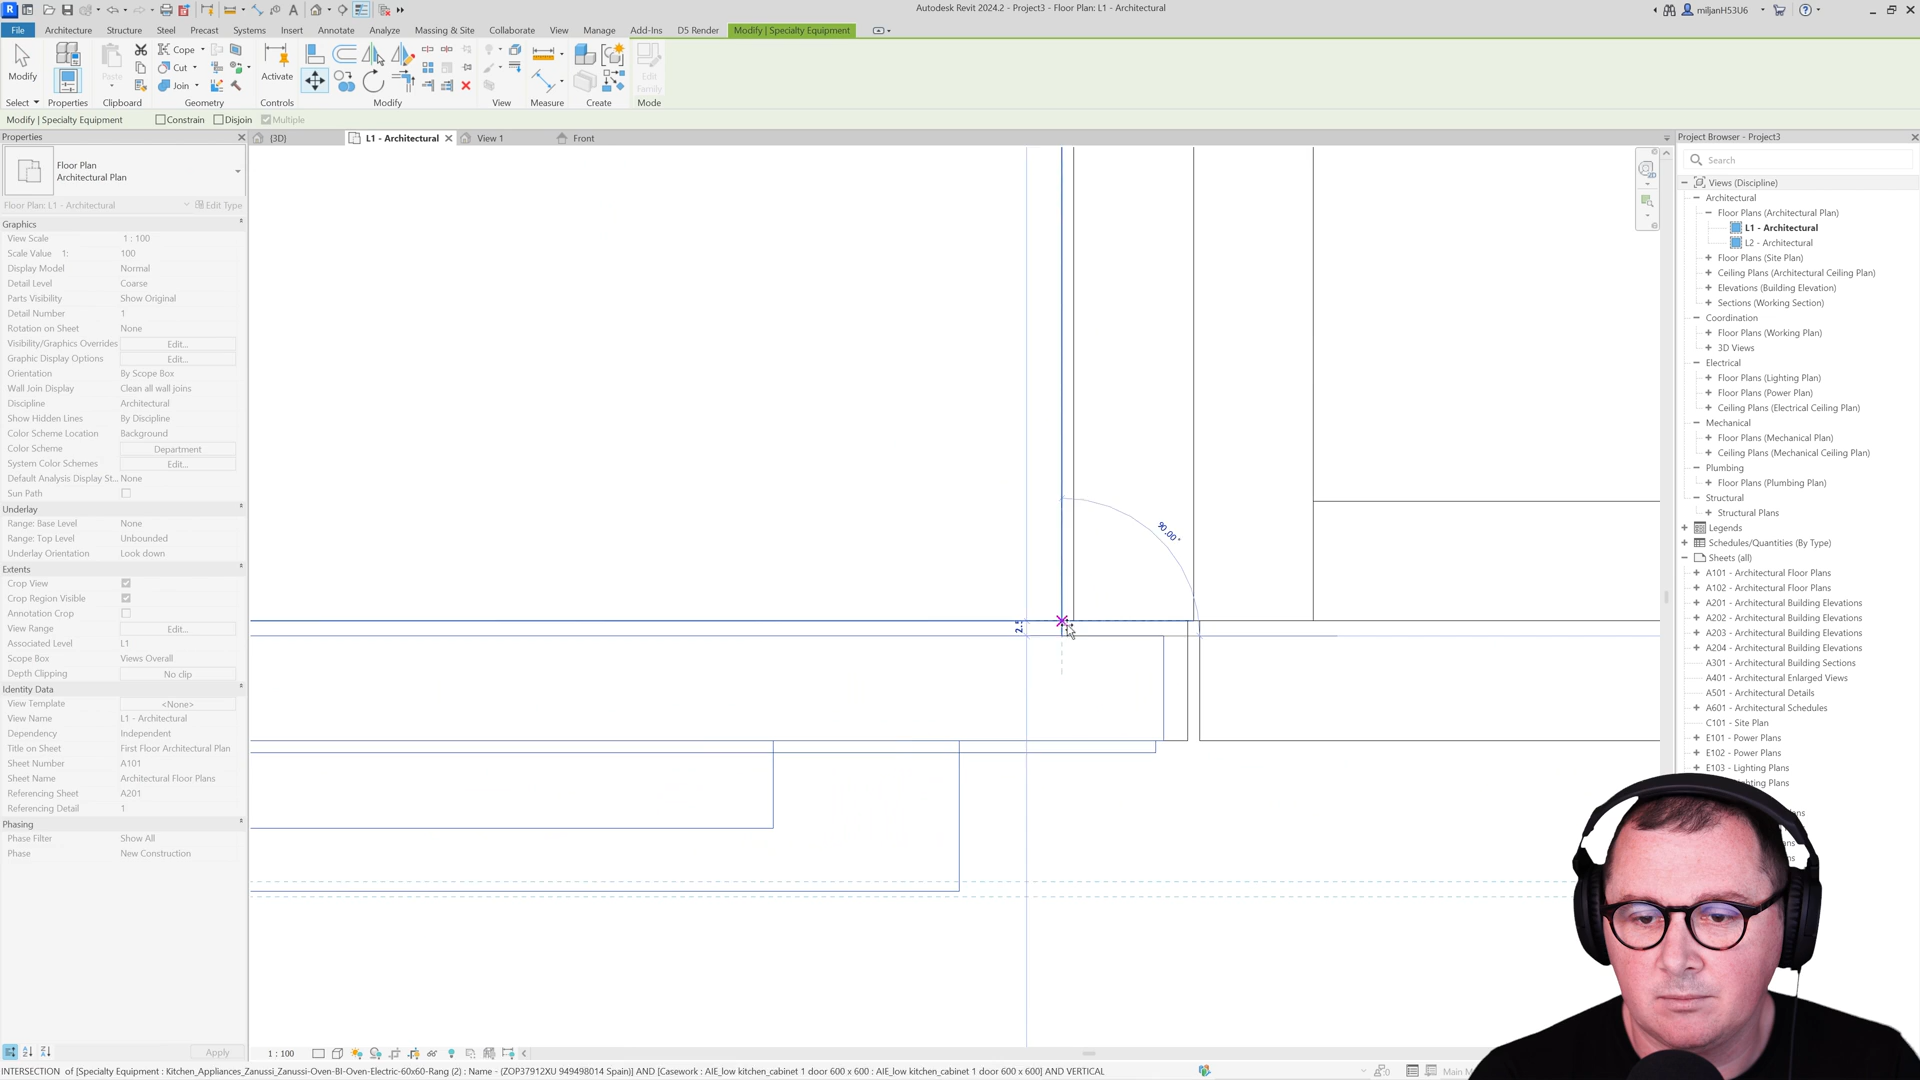 Autodesk Revit 2024.2 - Project3 - Floor Plan: L1 - Architectural
miljanH53U6
File
Architecture
Structure
Steel
Precast
Systems
Insert
Annotate
Analyze
Massing & Site
Collaborate
View
Manage
Add-Ins
D5 Render
Modify | Specialty Equipment
Modify
Paste
Cope
Cut
Join
Activate
Edit
Family
Select
Properties
Clipboard
Geometry
Controls
Modify
View
Measure
Create
Mode
Modify | Specialty Equipment
Constrain
Disjoin
Multiple
Properties
{3D}
L1 - Architectural
View 1
Front
Project Browser - Project3
Floor Plan
Architectural Plan
Floor Plan: L1 - Architectural
Edit Type
Graphics
View Scale 1 : 100
Scale Value 1: 100
Display Model Normal
Detail Level Coarse
Parts Visibility Show Original
Detail Number 1
Rotation on Sheet None
Visibility/Graphics Overrides Edit...
Graphic Display Options Edit...
Orientation By Scope Box
Wall Join Display Clean all wall joins
Discipline Architectural
Show Hidden Lines By Discipline
Color Scheme Location Background
Color Scheme Department
System Color Schemes Edit...
Default Analysis Display St... None
Sun Path
Underlay
Range: Base Level None
Range: Top Level Unbounded
Underlay Orientation Look down
Extents
Crop View
Crop Region Visible
Annotation Crop
View Range Edit...
Associated Level L1
Scope Box Views Overall
Depth Clipping No clip
Identity Data
View Template <None>
View Name L1 - Architectural
Dependency Independent
Title on Sheet First Floor Architectural Plan
Sheet Number A101
Sheet Name Architectural Floor Plans
Referencing Sheet A201
Referencing Detail 1
Phasing
Phase Filter Show All
Phase New Construction
Apply
90.00°
Search
Views (Discipline)
Architectural
Floor Plans (Architectural Plan)
L1 - Architectural
L2 - Architectural
Floor Plans (Site Plan)
Ceiling Plans (Architectural Ceiling Plan)
Elevations (Building Elevation)
Sections (Working Section)
Coordination
Floor Plans (Working Plan)
3D Views
Electrical
Floor Plans (Lighting Plan)
Floor Plans (Power Plan)
Ceiling Plans (Electrical Ceiling Plan)
Mechanical
Floor Plans (Mechanical Plan)
Ceiling Plans (Mechanical Ceiling Plan)
Plumbing
Floor Plans (Plumbing Plan)
Structural
Structural Plans
Legends
Schedules/Quantities (By Type)
Sheets (all)
A101 - Architectural Floor Plans
A102 - Architectural Floor Plans
A201 - Architectural Building Elevations
A202 - Architectural Building Elevations
A203 - Architectural Building Elevations
A204 - Architectural Building Elevations
A301 - Architectural Building Sections
A401 - Architectural Enlarged Views
A501 - Architectural Details
A601 - Architectural Schedules
C101 - Site Plan
E101 - Power Plans
E102 - Power Plans
E103 - Lighting Plans
1 : 100
INTERSECTION of [Specialty Equipment : Kitchen_Appliances_Zanussi_Zanussi-Oven-BI-Oven-Electric-60x60-Rang (2) : Name - (ZOP37912XU 949498014 Spain)] AND [Casework : AIE_low kitchen_cabinet 1 door 600 x 600 : AIE_low kitchen_cabinet 1 door 600 x 600] AND VERTICAL